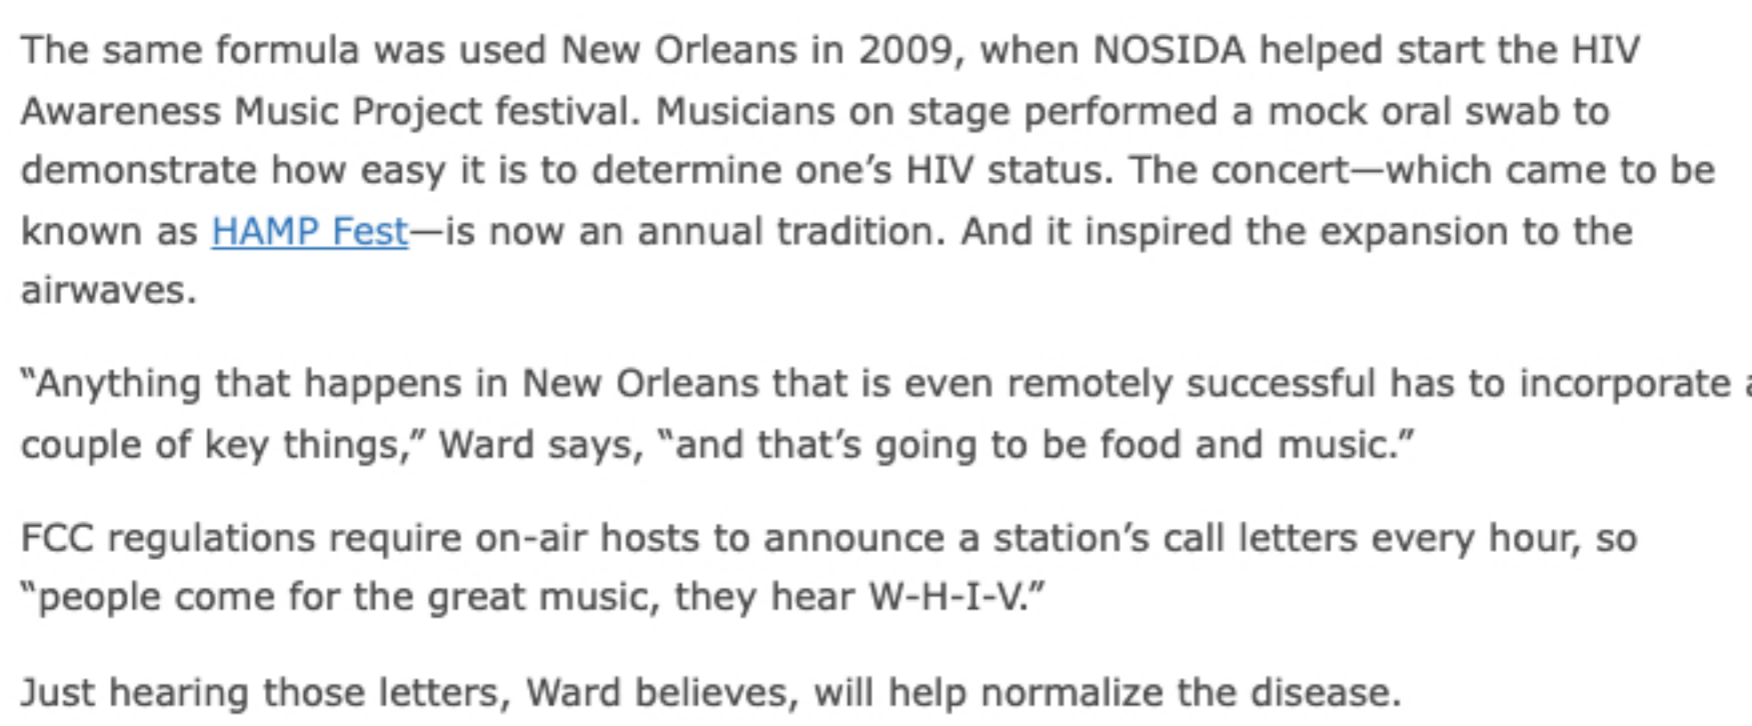 The same formula was used New Orleans in 2009, when NOSIDA helped start the HIV
Awareness Music Project festival. Musicians on stage performed a mock oral swab to
demonstrate how easy it is to determine one’s HIV status. The concert—which came to be
known as HAMP Fest—is now an annual tradition. And it inspired the expansion to the
airwaves.
“Anything that happens in New Orleans that is even remotely successful has to incorporate a
couple of key things,” Ward says, “and that’s going to be food and music.”
FCC regulations require on-air hosts to announce a station’s call letters every hour, so
“people come for the great music, they hear W-H-I-V.”
Just hearing those letters, Ward believes, will help normalize the disease.